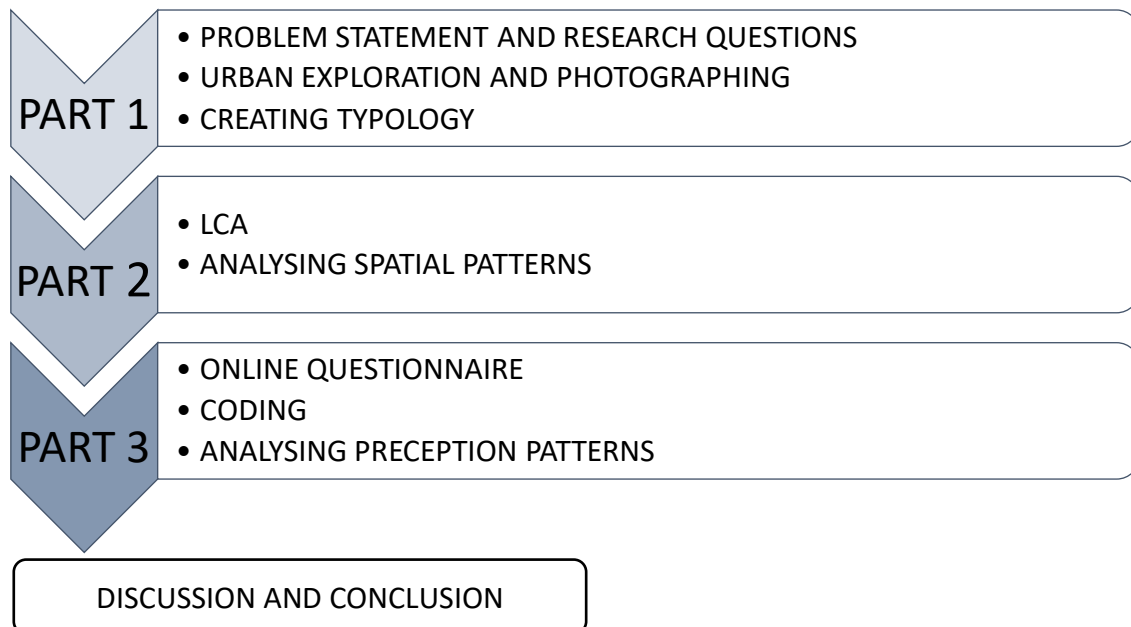 PART 1
• PROBLEM STATEMENT AND RESEARCH QUESTIONS
• URBAN EXPLORATION AND PHOTOGRAPHING
• CREATING TYPOLOGY
PART 2
• LCA
• ANALYSING SPATIAL PATTERNS
PART 3
• ONLINE QUESTIONNAIRE
• CODING
• ANALYSING PRECEPTION PATTERNS
DISCUSSION AND CONCLUSION